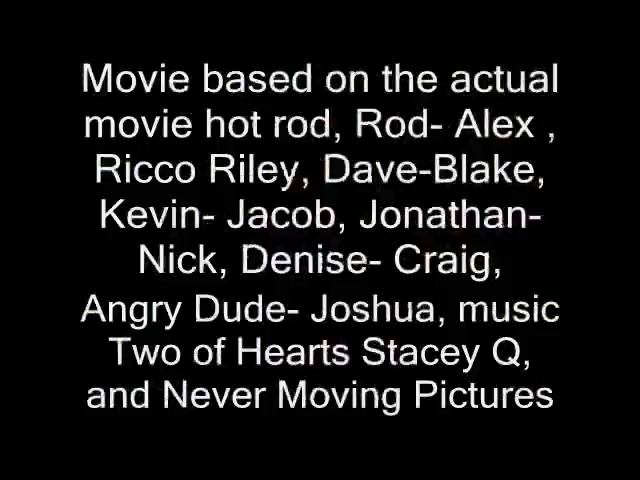 Movie based on the actual
movie hot rod, Rod- Alex ,
Ricco Riley, Dave-Blake,
Kevin- Jacob, Jonathan-
Nick, Denise- Craig,
Angry Dude- Joshua, music
Two of Hearts Stacey Q,
and Never Moving Pictures